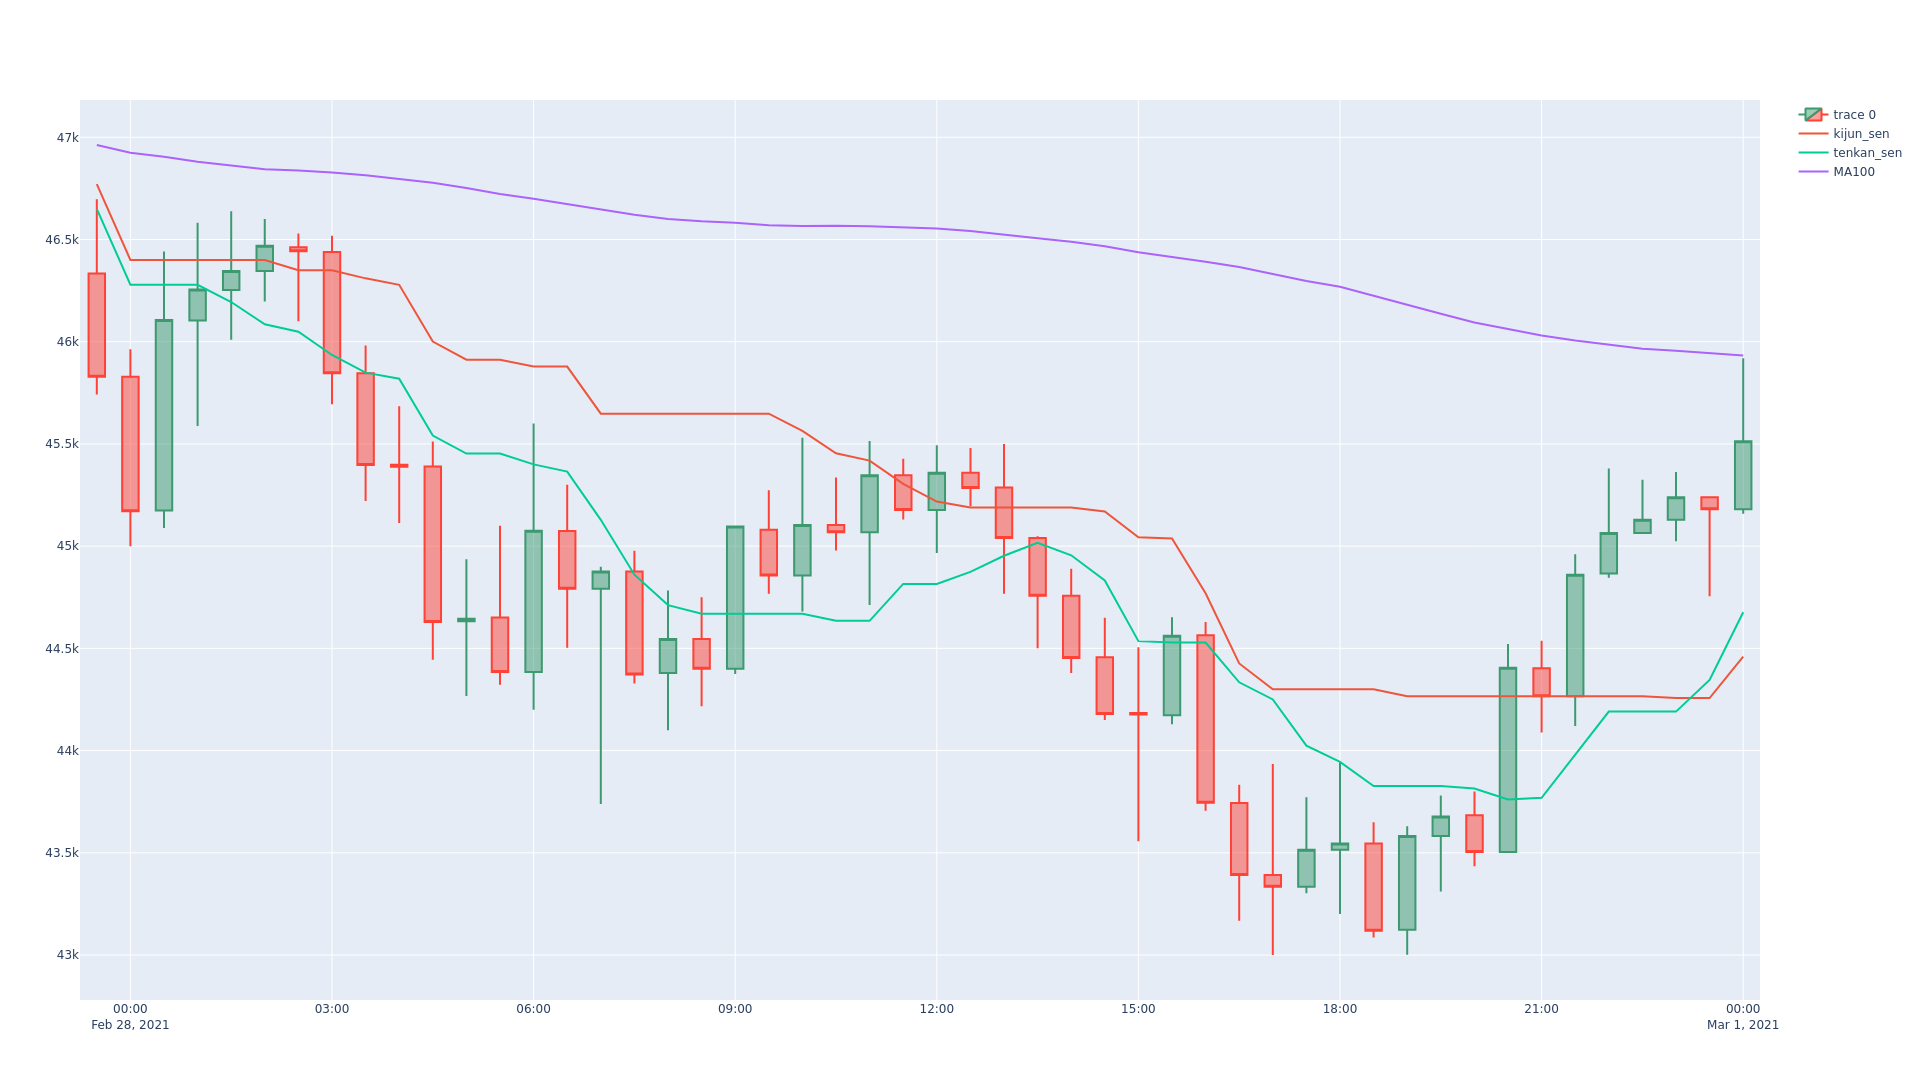 47k
46.5k
46k
45.5k
45k
44.5k
44k
43.5k
43k
00:00 03:00 06:00 09:00 12:00 15:00 18:00 21:00 00:00
Feb 28, 2021 Mar 1, 2021
trace 0
kijun_sen
tenkan_sen
MA100